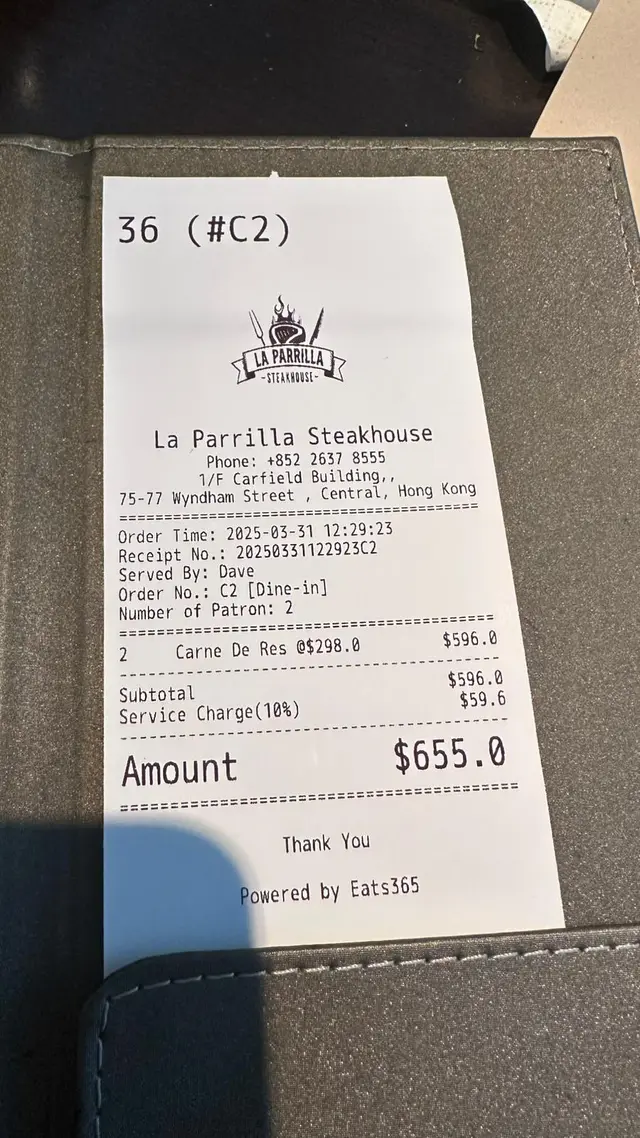 36 (#C2)
LA PARRILLA
-STEAKHOUSE-
La Parrilla Steakhouse
Phone: +852 2637 8555
1/F Carfield Building,,
75-77 Wyndham Street , Central, Hong Kong
Order Time: 2025-03-31 12:29:23
Receipt No.: 20250331122923C2
Served By: Dave
Order No.: C2 [Dine-in]
Number of Patron: 2
2 Carne De Res @$298.0 $596.0
Subtotal $596.0
Service Charge(10%) $59.6
Amount $655.0
Thank You
Powered by Eats365